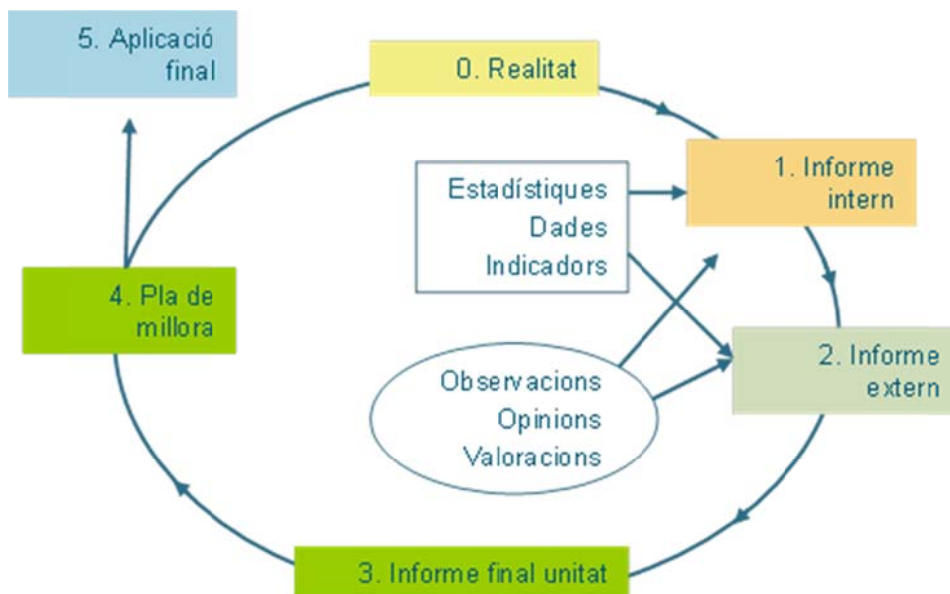 5. Aplicació
final
0. Realitat
1. Informe
intern
Estadístiques
Dades
Indicadors
4. Pla de
millora
2. Informe
extern
Observacions
Opinions
Valoracions
3. Informe final unitat